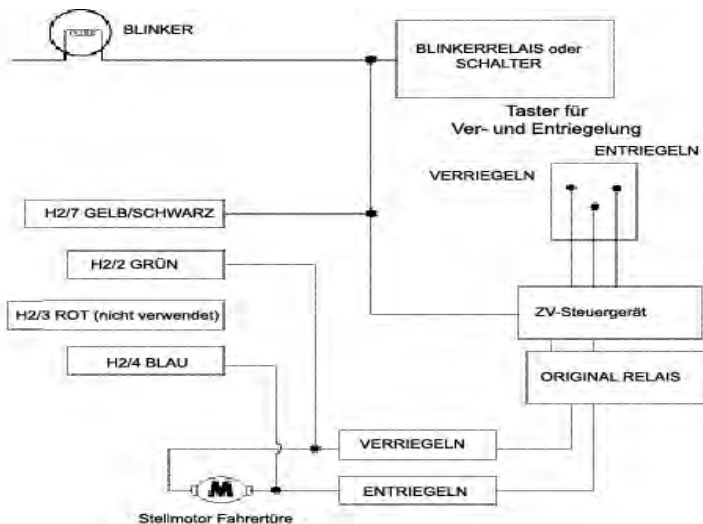 BLINKER
BLINKERRELAIS oder
SCHALTER
Taster für
Ver- und Entriegelung
ENTRIEGELN
VERRIEGELN
H2/7 GELB/SCHWARZ
H2/2 GRÜN
H2/3 ROT (nicht verwendet)
ZV-Steuergerät
H2/4 BLAU
ORIGINAL RELAIS
VERRIEGELN
M
ENTRIEGELN
Stellmotor Fahrertüre